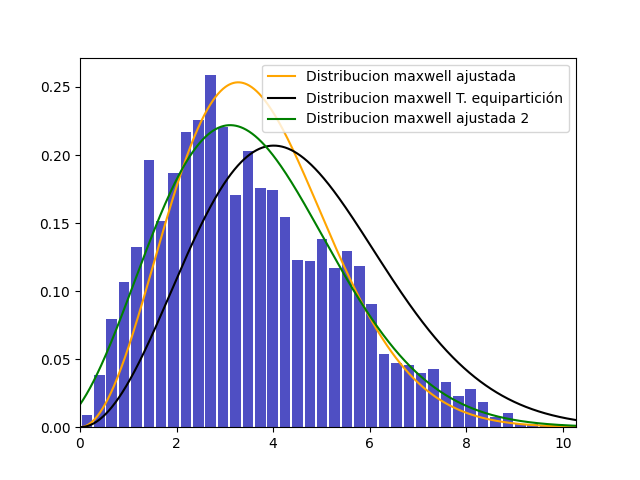 Distribucion maxwell ajustada
Distribucion maxwell T. equipartición
Distribucion maxwell ajustada 2
0.25
0.20
0.15
0.10
0.05
0.00
0 2 4 6 8 10